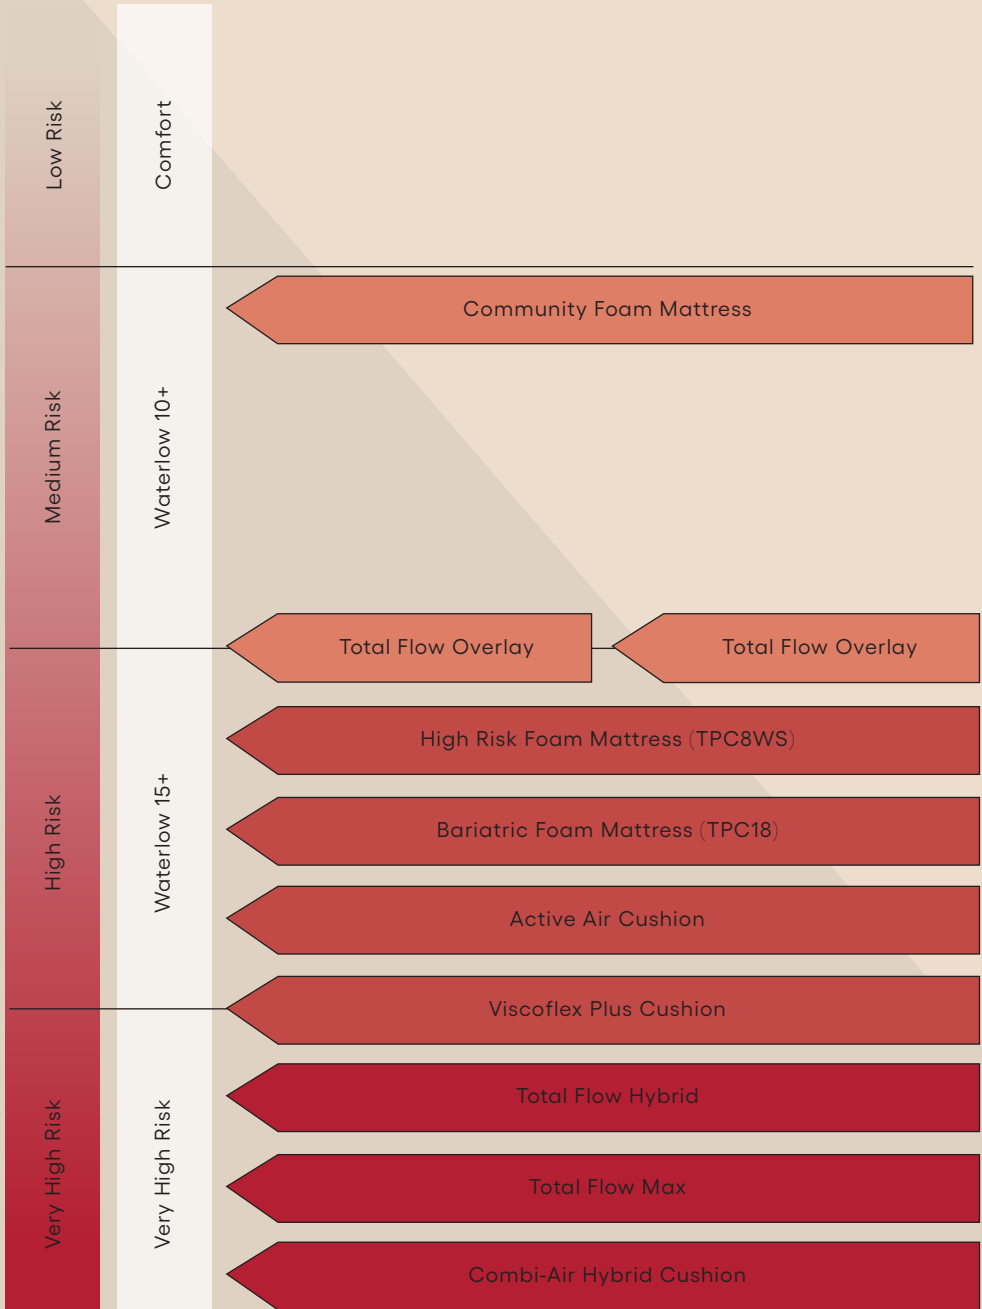 Low Risk
Comfort
Community Foam Mattress
Medium Risk
Waterlow 10+
Total Flow Overlay
Total Flow Overlay
High Risk Foam Mattress (TPC8WS)
High Risk
Waterlow 15+
Bariatric Foam Mattress (TPC18)
Active Air Cushion
Viscoflex Plus Cushion
Very High Risk
Very High Risk
Total Flow Hybrid
Total Flow Max
Combi-Air Hybrid Cushion